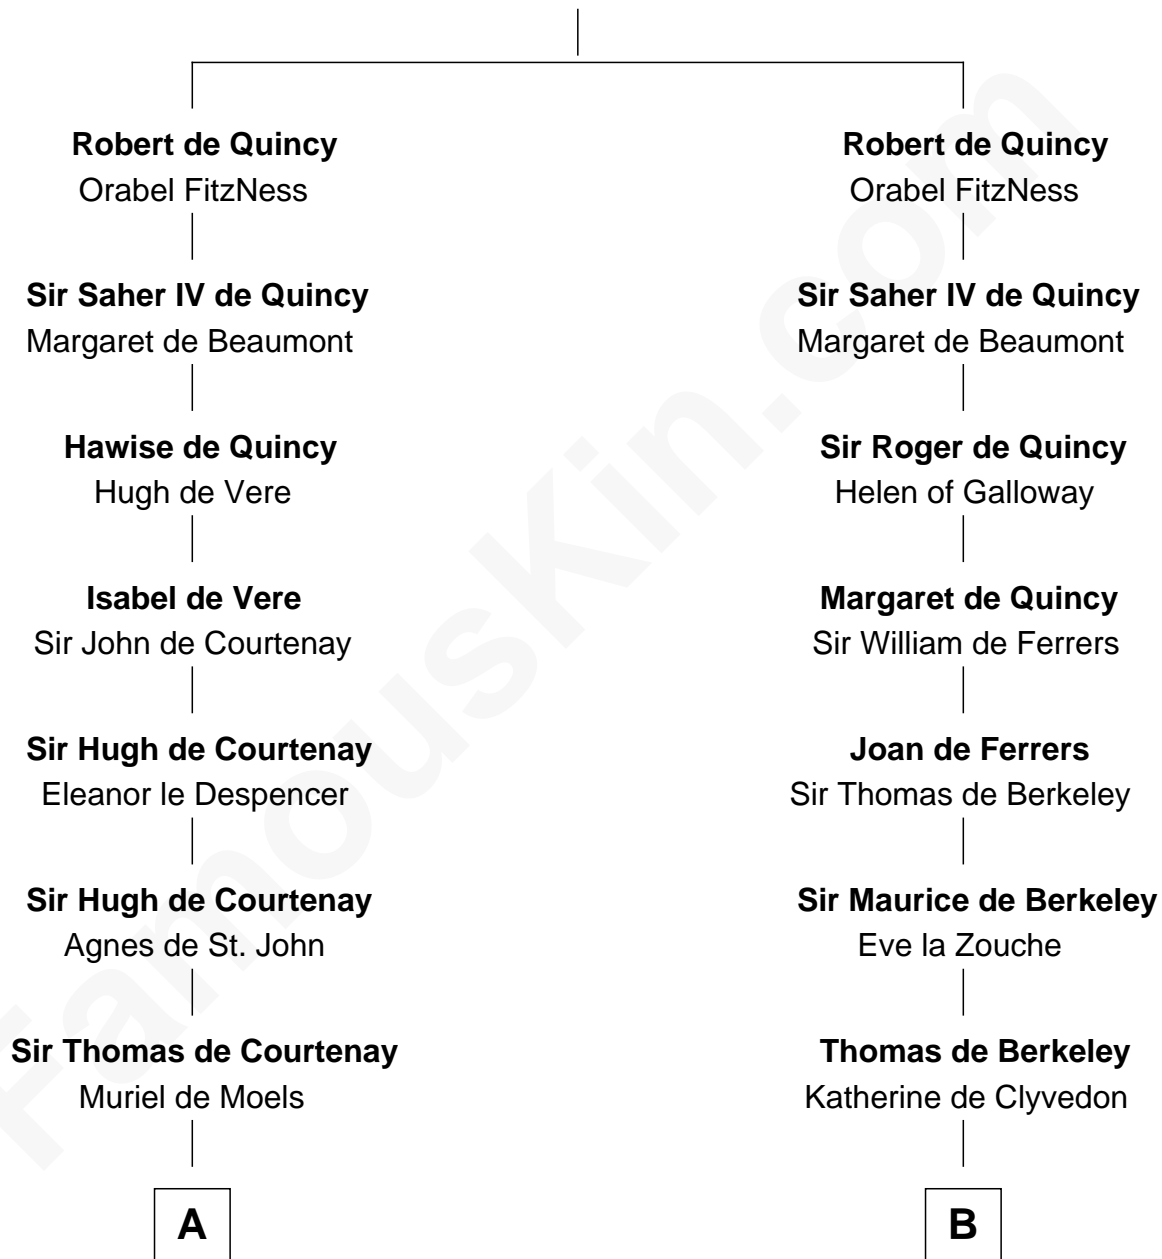 Robert de Quincy
Orabel FitzNess
Sir Saher IV de Quincy
Margaret de Beaumont
Hawise de Quincy
Hugh de Vere
Isabel de Vere
Sir John de Courtenay
Sir Hugh de Courtenay
Eleanor le Despencer
Sir Hugh de Courtenay
Agnes de St. John
Sir Thomas de Courtenay
Muriel de Moels
A
Robert de Quincy
Orabel FitzNess
Sir Saher IV de Quincy
Margaret de Beaumont
Sir Roger de Quincy
Helen of Galloway
Margaret de Quincy
Sir William de Ferrers
Joan de Ferrers
Sir Thomas de Berkeley
Sir Maurice de Berkeley
Eve la Zouche
Thomas de Berkeley
Katherine de Clyvedon
B
FamousKin.com